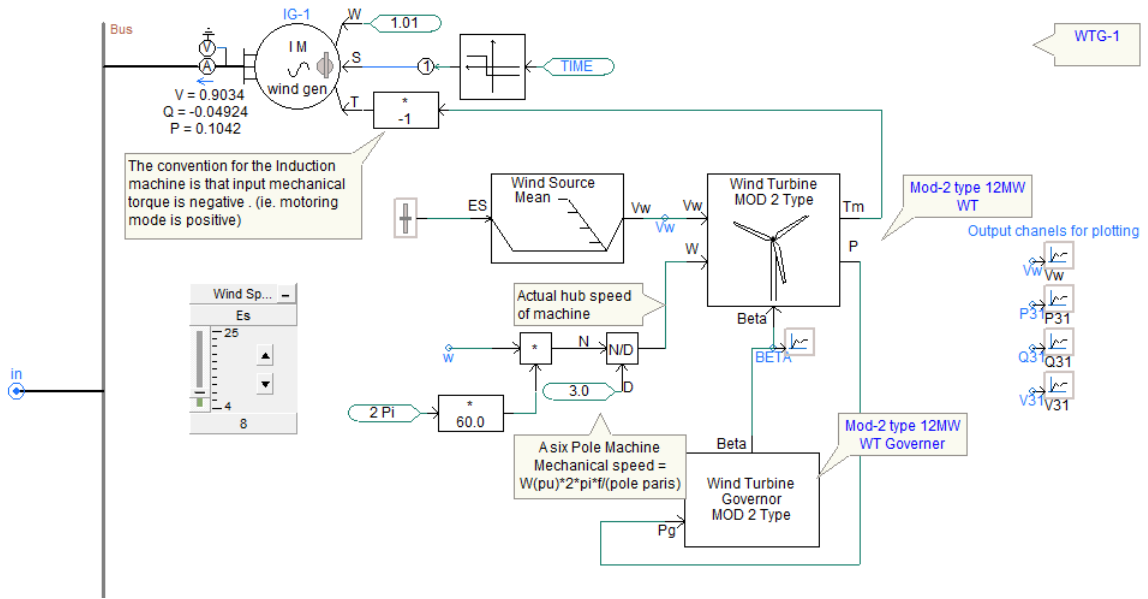 Bus
IG-1
W
1.01
WTG-1
V
A
I M
wind gen
S
1
TIME
T
*
-1
V = 0.9034
Q = -0.04924
P = 0.1042
The convention for the Induction
machine is that input mechanical
torque is negative . (ie. motoring
mode is positive)
ES
Wind Source
Mean
Vw
Vw
Vw
W
Wind Turbine
MOD 2 Type
Tm
P
Beta
Mod-2 type 12MW
WT
Output chanels for plotting
Vw
Vw
P31
P31
Q31
Q31
V31
V31
Wind Sp...
Es
25
4
8
Actual hub speed
of machine
w
*
N
N/D
D
3.0
BETA
in
2 Pi
*
60.0
A six Pole Machine
Mechanical speed =
W(pu)*2*pi*f/(pole paris)
Beta
Wind Turbine
Governor
MOD 2 Type
Pg
Mod-2 type 12MW
WT Governer